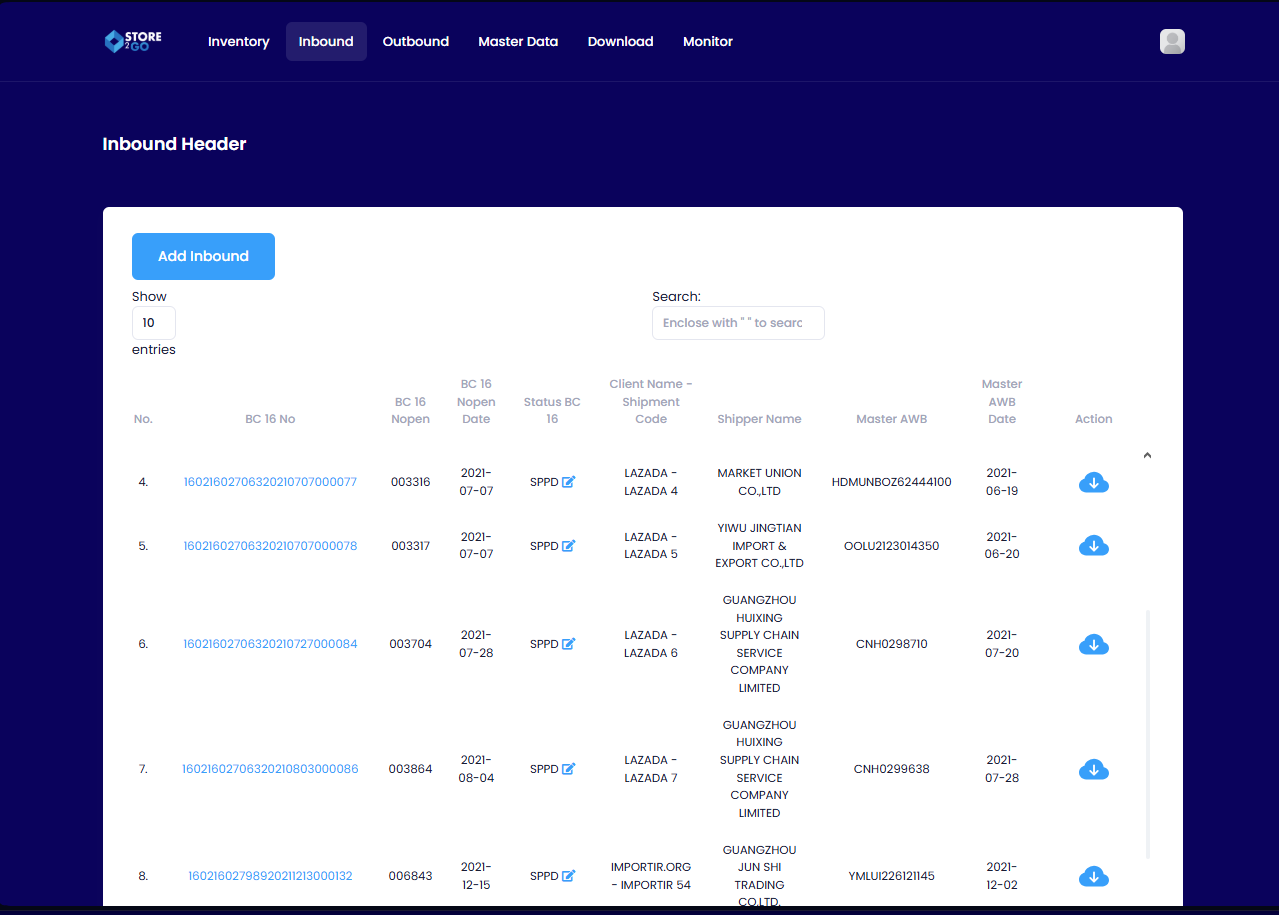 STORE
2GO
Inventory Inbound Outbound Master Data Download Monitor
Inbound Header
Add Inbound
Show
10
entries
Search:
Enclose with " " to searc
No. BC 16 No BC 16 Nopen BC 16 Nopen Date Status BC 16 Client Name - Shipment Code Shipper Name Master AWB Master AWB Date Action
4. 16021602706320210707000077 003316 2021-07-07 SPPD LAZADA - LAZADA 4 MARKET UNION CO.,LTD HDMUNBOZ62444100 2021-06-19
5. 16021602706320210707000078 003317 2021-07-07 SPPD LAZADA - LAZADA 5 YIWU JINGTIAN IMPORT & EXPORT CO.,LTD OOLU2123014350 2021-06-20
6. 16021602706320210727000084 003704 2021-07-28 SPPD LAZADA - LAZADA 6 GUANGZHOU HUIXING SUPPLY CHAIN SERVICE COMPANY LIMITED CNH0298710 2021-07-20
7. 16021602706320210803000086 003864 2021-08-04 SPPD LAZADA - LAZADA 7 GUANGZHOU HUIXING SUPPLY CHAIN SERVICE COMPANY LIMITED CNH0299638 2021-07-28
8. 16021602798920211213000132 006843 2021-12-15 SPPD IMPORTIR.ORG - IMPORTIR 54 GUANGZHOU JUN SHI TRADING CO.LTD. YMLUI226121145 2021-12-02